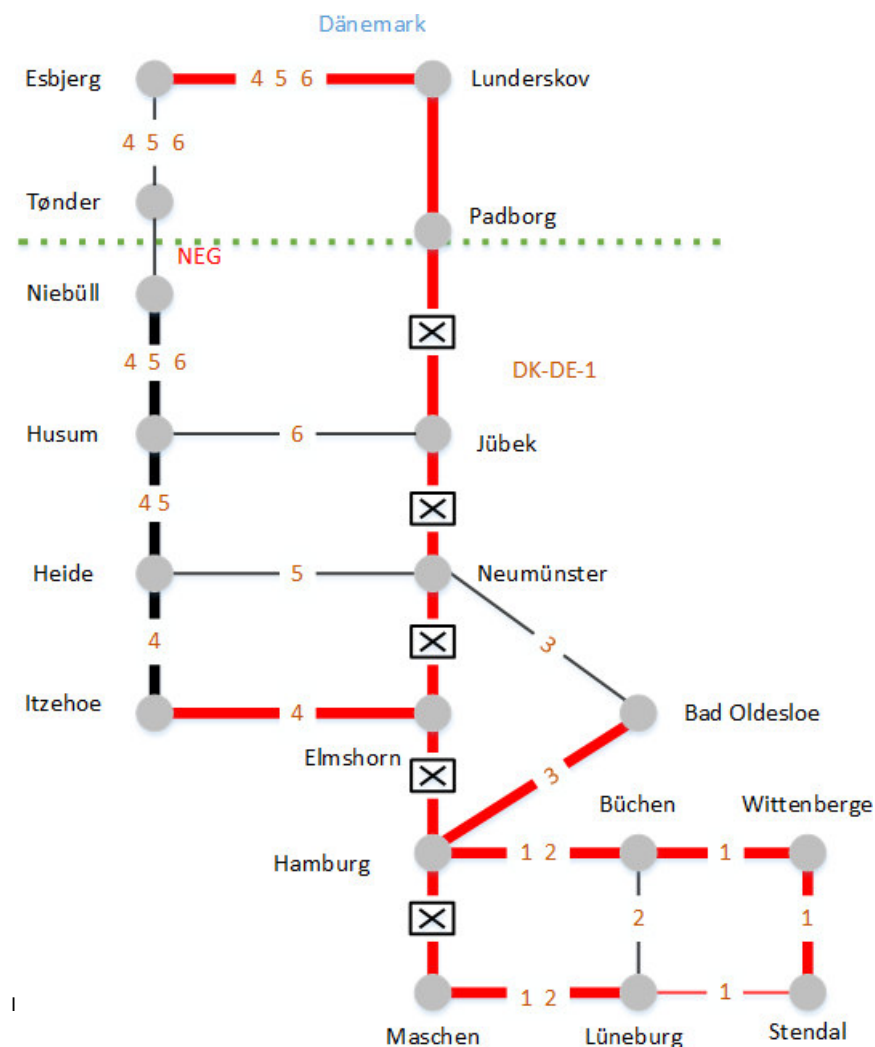 Dänemark
Esbjerg 4 5 6 Lunderskov
4 5 6
Tønder
Padborg
NEG
Niebüll
4 5 6
DK-DE-1
Husum 6
Jübek
4 5
Heide 5 Neumünster
4 3
Itzehoe 4 Bad Oldesloe
Elmshorn
3
Büchen Wittenberge
Hamburg 1 2 1
2 1
1 2 1
I
Maschen Lüneburg Stendal